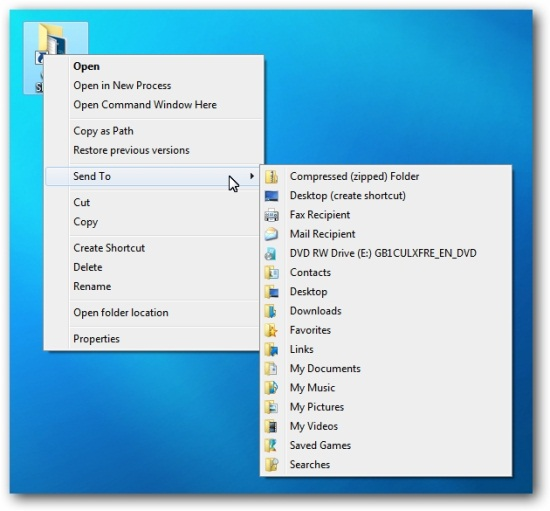 Open
Open in New Process
Open Command Window Here
Copy as Path
Restore previous versions
Send To
Cut
Copy
Create Shortcut
Delete
Rename
Open folder location
Properties
Compressed (zipped) Folder
Desktop (create shortcut)
Fax Recipient
Mail Recipient
DVD RW Drive (E:) GB1CULXFRE_EN_DVD
Contacts
Desktop
Downloads
Favorites
Links
My Documents
My Music
My Pictures
My Videos
Saved Games
Searches